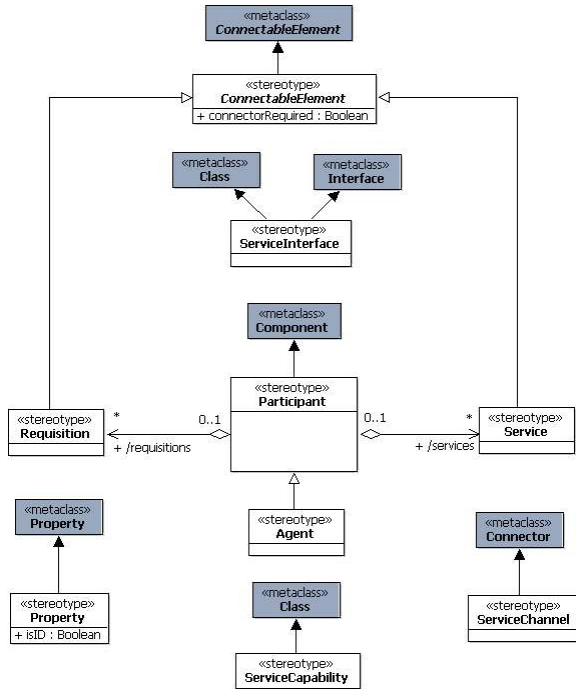 «metaclass»
ConnectableElement
«stereotype»
ConnectableElement
+ connectorRequired : Boolean
«metaclass»
Class
«metaclass»
Interface
«stereotype»
ServiceInterface
«metaclass»
Component
«stereotype»
Participant
«stereotype»
Requisition
*
+ /requisitions
0..1
0..1
*
+ /services
«stereotype»
Service
«stereotype»
Agent
«metaclass»
Property
«stereotype»
Property
+ isID : Boolean
«metaclass»
Connector
«stereotype»
ServiceChannel
«metaclass»
Class
«stereotype»
ServiceCapability